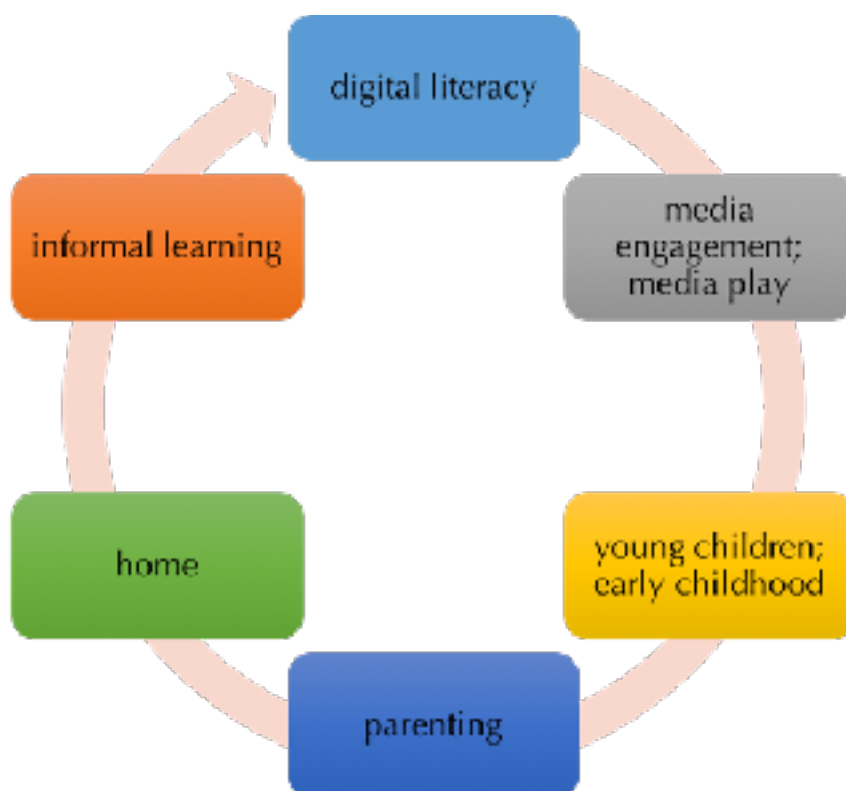 digital literacy
media
engagement;
media play
young children;
early childhood
parenting
home
informal learning